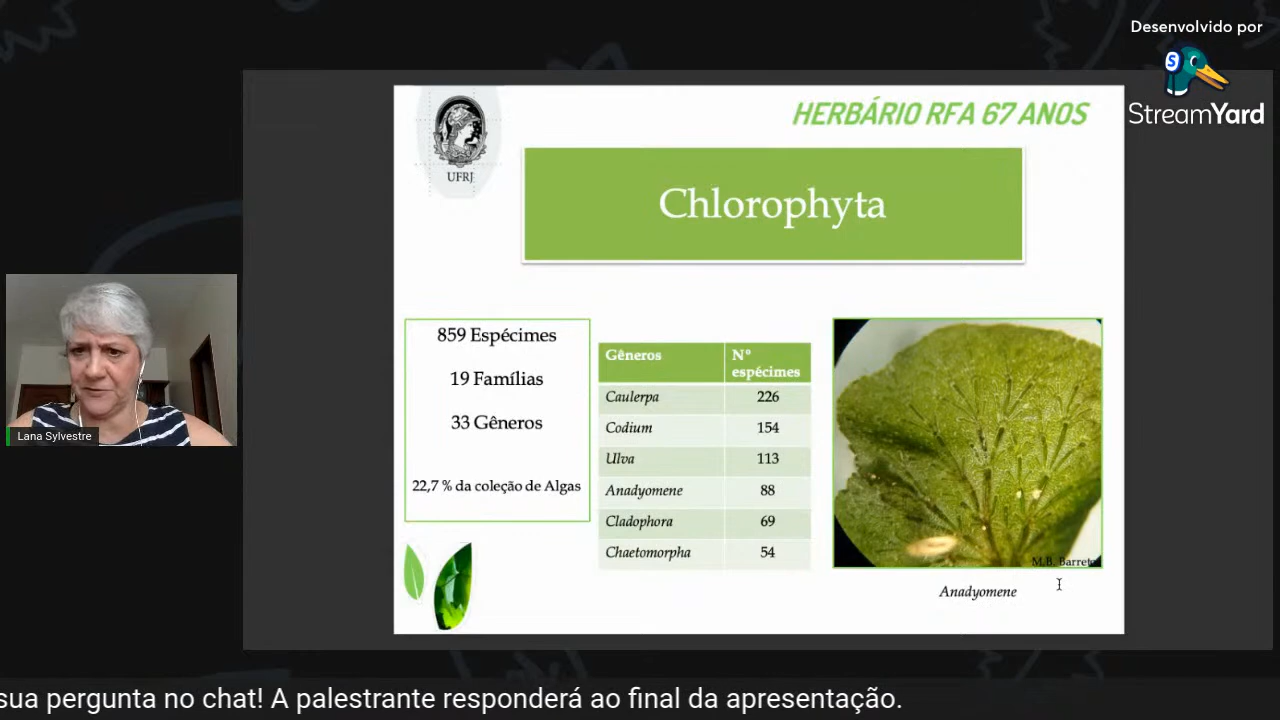 Desenvolvido por
StreamYard
HERBÁRIO RFA 67 ANOS
UFRJ
Chlorophyta
859 Espécimes
19 Famílias
33 Gêneros
22,7 % da coleção de Algas
Gêneros N° espécimes
Caulerpa 226
Codium 154
Ulva 113
Anadyomene 88
Cladophora 69
Chaetomorpha 54
M.B. Barreto
Anadyomene
Lana Sylvestre
sua pergunta no chat! A palestrante responderá ao final da apresentação.